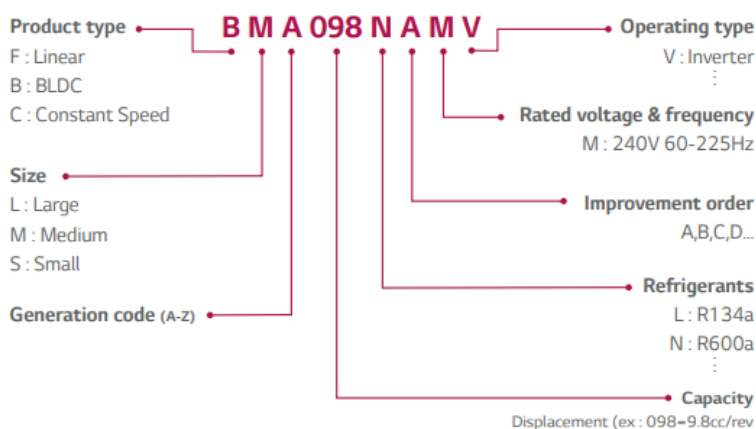 BMA098NAMV
Product type
F : Linear
B : BLDC
C : Constant Speed
Size
L : Large
M : Medium
S : Small
Generation code (A-Z)
Operating type
V : Inverter
⋮
Rated voltage & frequency
M : 240V 60-225Hz
Improvement order
A,B,C,D...
Refrigerants
L : R134a
N : R600a
⋮
Capacity
Displacement (ex : 098=9.8cc/rev